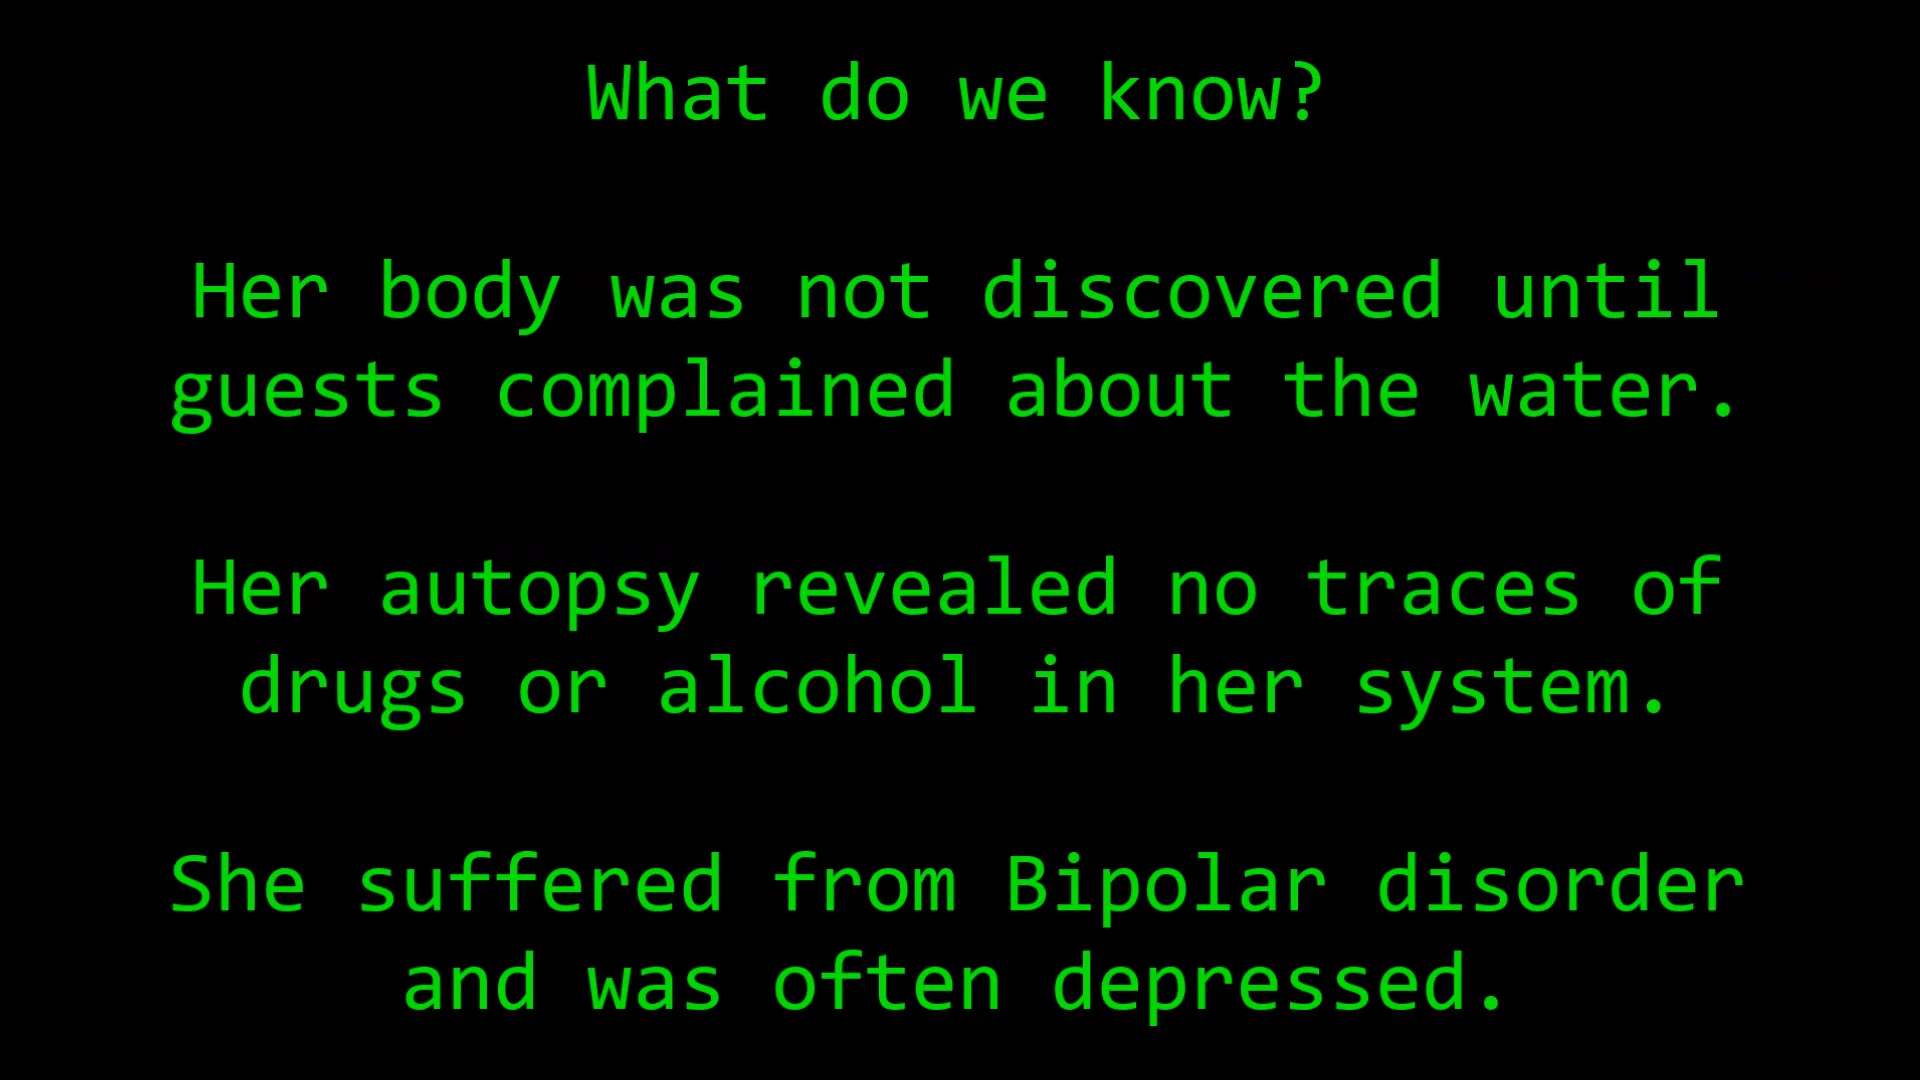 What do we know?
Her body was not discovered until
guests complained about the water.
Her autopsy revealed no traces of
drugs or alcohol in her system.
She suffered from Bipolar disorder
and was often depressed.